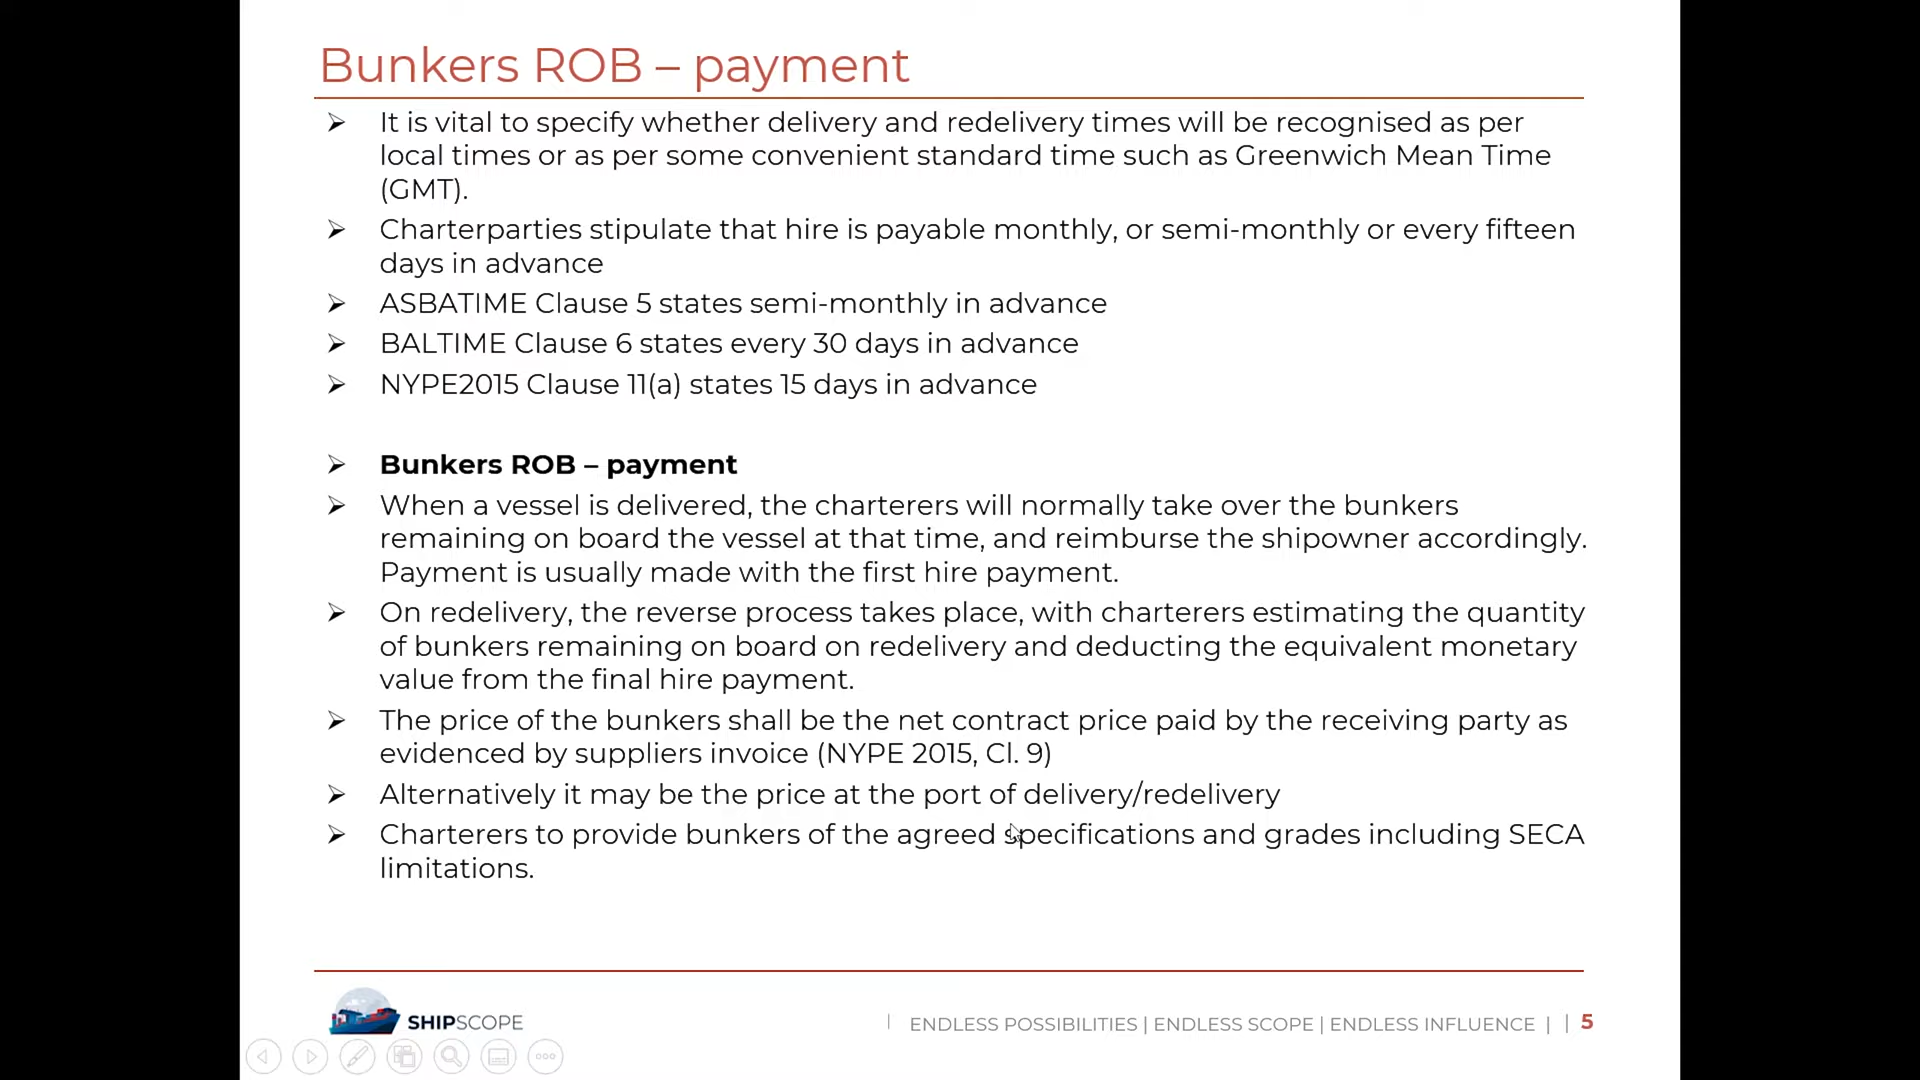 Bunkers ROB – payment
➢ It is vital to specify whether delivery and redelivery times will be recognised as per
local times or as per some convenient standard time such as Greenwich Mean Time
(GMT).
➢ Charterparties stipulate that hire is payable monthly, or semi-monthly or every fifteen
days in advance
➢ ASBATIME Clause 5 states semi-monthly in advance
➢ BALTIME Clause 6 states every 30 days in advance
➢ NYPE2015 Clause 11(a) states 15 days in advance
➢ Bunkers ROB – payment
➢ When a vessel is delivered, the charterers will normally take over the bunkers
remaining on board the vessel at that time, and reimburse the shipowner accordingly.
Payment is usually made with the first hire payment.
➢ On redelivery, the reverse process takes place, with charterers estimating the quantity
of bunkers remaining on board on redelivery and deducting the equivalent monetary
value from the final hire payment.
➢ The price of the bunkers shall be the net contract price paid by the receiving party as
evidenced by suppliers invoice (NYPE 2015, Cl. 9)
➢ Alternatively it may be the price at the port of delivery/redelivery
➢ Charterers to provide bunkers of the agreed specifications and grades including SECA
limitations.
SHIPSCOPE
| ENDLESS POSSIBILITIES | ENDLESS SCOPE | ENDLESS INFLUENCE | | 5